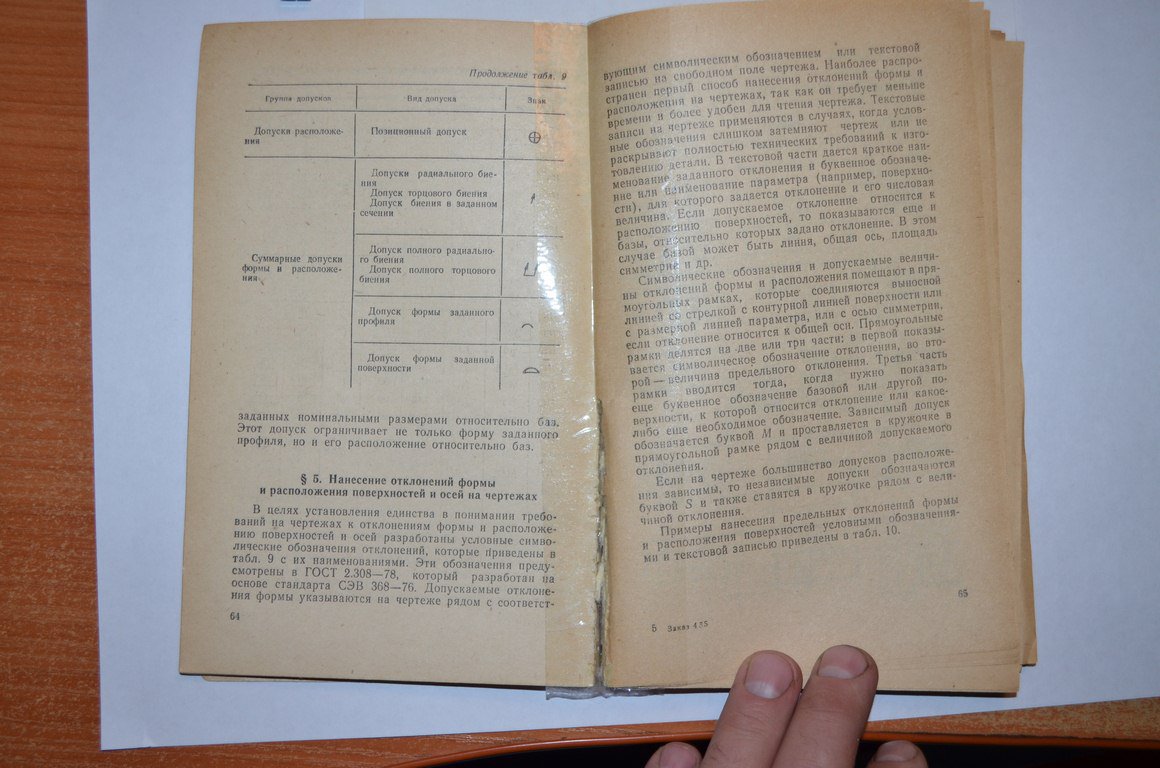 Продолжение табл. 9
Группа допусков
Вид допуска
Знак
Допуски расположе-
ния
Позиционный допуск
Суммарные допуски
формы и расположе-
ния
Допуски радиального бие-
ния
Допуск торцового биения
Допуск биения в заданном
сечении
Допуск полного радиально-
го биения
Допуск полного торцового
биения
Допуск формы заданного
профиля
Допуск формы заданной
поверхности
заданных номинальными размерами относительно баз.
Этот допуск ограничивает не только форму заданного
профиля, но и его расположение относительно баз.
§ 5. Нанесение отклонений формы
и расположения поверхностей и осей на чертежах
В целях установления единства в понимании требо-
ваний на чертежах к отклонениям формы и расположе-
нию поверхностей и осей разработаны условные симво-
лические обозначения отклонений, которые приведены в
табл. 9 с их наименованиями. Эти обозначения преду-
смотрены в ГОСТ 2.308—78, который разработан на
основе стандарта СЭВ 368—76. Допускаемые отклоне-
ния формы указываются на чертеже рядом с соответст-
64
вующим символическим обозначением или текстовой
записью на свободном поле чертежа. Наиболее распро-
странен первый способ нанесения отклонений формы и
расположения на чертежах, так как он требует меньше
времени и более удобен для чтения чертежа. Текстовые
записи на чертеже применяются в случаях, когда услов-
ные обозначения слишком затемняют чертеж или не
раскрывают полностью технических требований к изго-
товлению детали. В текстовой части дается краткое наи-
менование заданного отклонения и буквенное обозначе-
ние или наименование параметра (например, поверхно-
сти), для которого задается отклонение и его числовая
величина. Если допускаемое отклонение относится к
расположению поверхностей, то показываются еще и
базы, относительно которых задано отклонение. В этом
случае базой может быть линия, общая ось, площадь
симметрии и др.
Символические обозначения и допускаемые величи-
ны отклонений формы и расположения помещают в пря-
моугольных рамках, которые соединяются выносной
линией со стрелкой с контурной линией поверхности или
с размерной линией параметра, или с осью симметрии,
если отклонение относится к общей оси. Прямоугольные
рамки делятся на две или три части; в первой показы-
вается символическое обозначение отклонения, во вто-
рой — величина предельного отклонения. Третья часть
рамки вводится тогда, когда нужно показать
еще буквенное обозначение базовой или другой по-
верхности, к которой относится отклонение или какое-
либо еще необходимое обозначение. Зависимый допуск
обозначается буквой М и проставляется в кружочке в
прямоугольной рамке рядом с величиной допускаемого
отклонения.
Если на чертеже большинство допусков расположе-
ния зависимы, то независимые допуски обозначаются
буквой S и также ставятся в кружочке рядом с вели-
чиной отклонения.
Примеры нанесения предельных отклонений формы
и расположения поверхностей условными обозначения-
ми и текстовой записью приведены в табл. 10.
5 Заказ 435
65